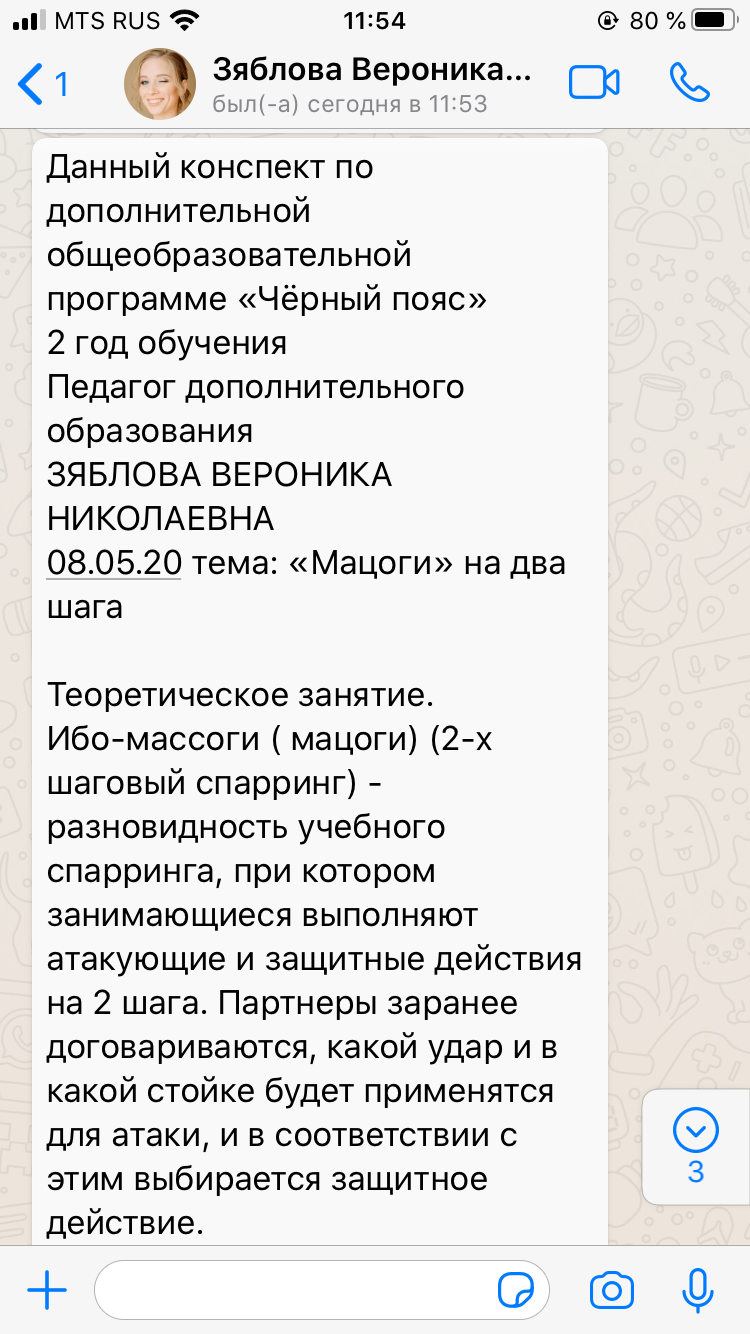 MTS RUS 11:54 80 %
1 Зяблова Вероника...
был(-а) сегодня в 11:53
Данный конспект по
дополнительной
общеобразовательной
программе «Чёрный пояс»
2 год обучения
Педагог дополнительного
образования
ЗЯБЛОВА ВЕРОНИКА
НИКОЛАЕВНА
08.05.20 тема: «Мацоги» на два
шага
Теоретическое занятие.
Ибо-массоги ( мацоги) (2-х
шаговый спарринг) -
разновидность учебного
спарринга, при котором
занимающиеся выполняют
атакующие и защитные действия
на 2 шага. Партнеры заранее
договариваются, какой удар и в
какой стойке будет применятся
для атаки, и в соответствии с
этим выбирается защитное
действие.
3